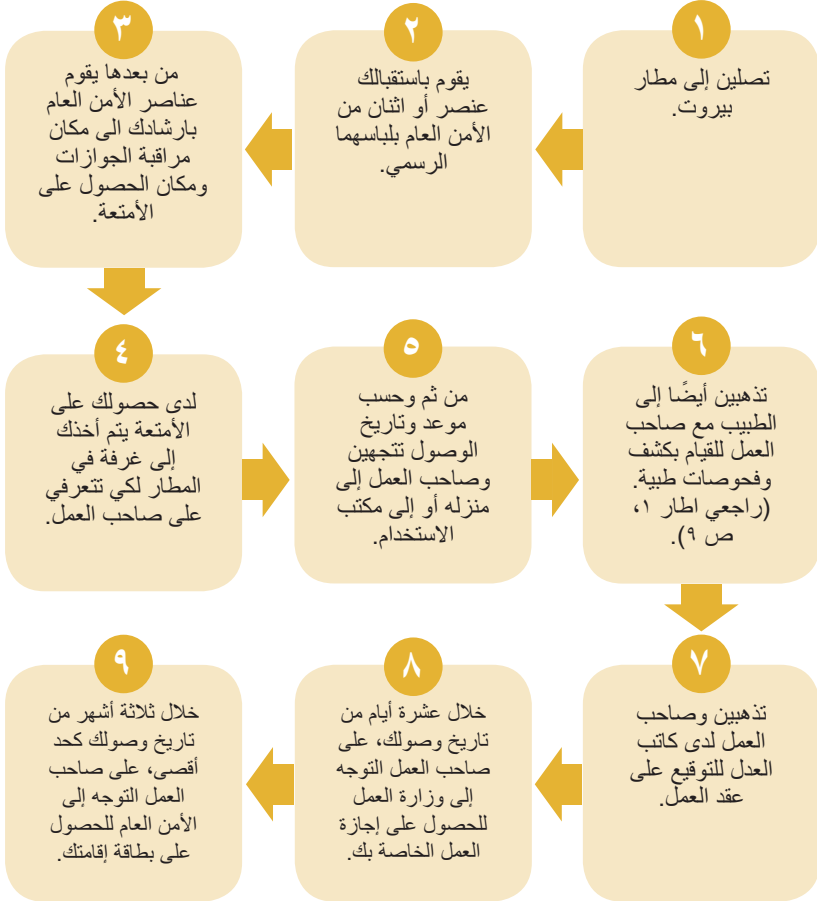 ١
تصلين إلى مطار
بيروت.
٢
يقوم باستقبالك
عنصر أو اثنان من
الأمن العام بلباسهما
الرسمي.
٣
من بعدها يقوم
عناصر الأمن العام
بارشادك الى مكان
مراقبة الجوازات
ومكان الحصول على
الأمتعة.
٤
لدى حصولك على
الأمتعة يتم أخذك
إلى غرفة في
المطار لكي تتعرفي
على صاحب العمل.
٥
من ثم وحسب
موعد وتاريخ
الوصول تتجهين
وصاحب العمل إلى
منزله أو إلى مكتب
الاستخدام.
٦
تذهبين أيضًا إلى
الطبيب مع صاحب
العمل للقيام بكشف
وفحوصات طبية.
(راجعي اطار ١،
ص ٩).
٧
تذهبين وصاحب
العمل لدى كاتب
العدل للتوقيع على
عقد العمل.
٨
خلال عشرة أيام من
تاريخ وصولك، على
صاحب العمل التوجه
إلى وزارة العمل
للحصول على إجازة
العمل الخاصة بك.
٩
خلال ثلاثة أشهر من
تاريخ وصولك كحد
أقصى، على صاحب
العمل التوجه إلى
الأمن العام للحصول
على بطاقة إقامتك.